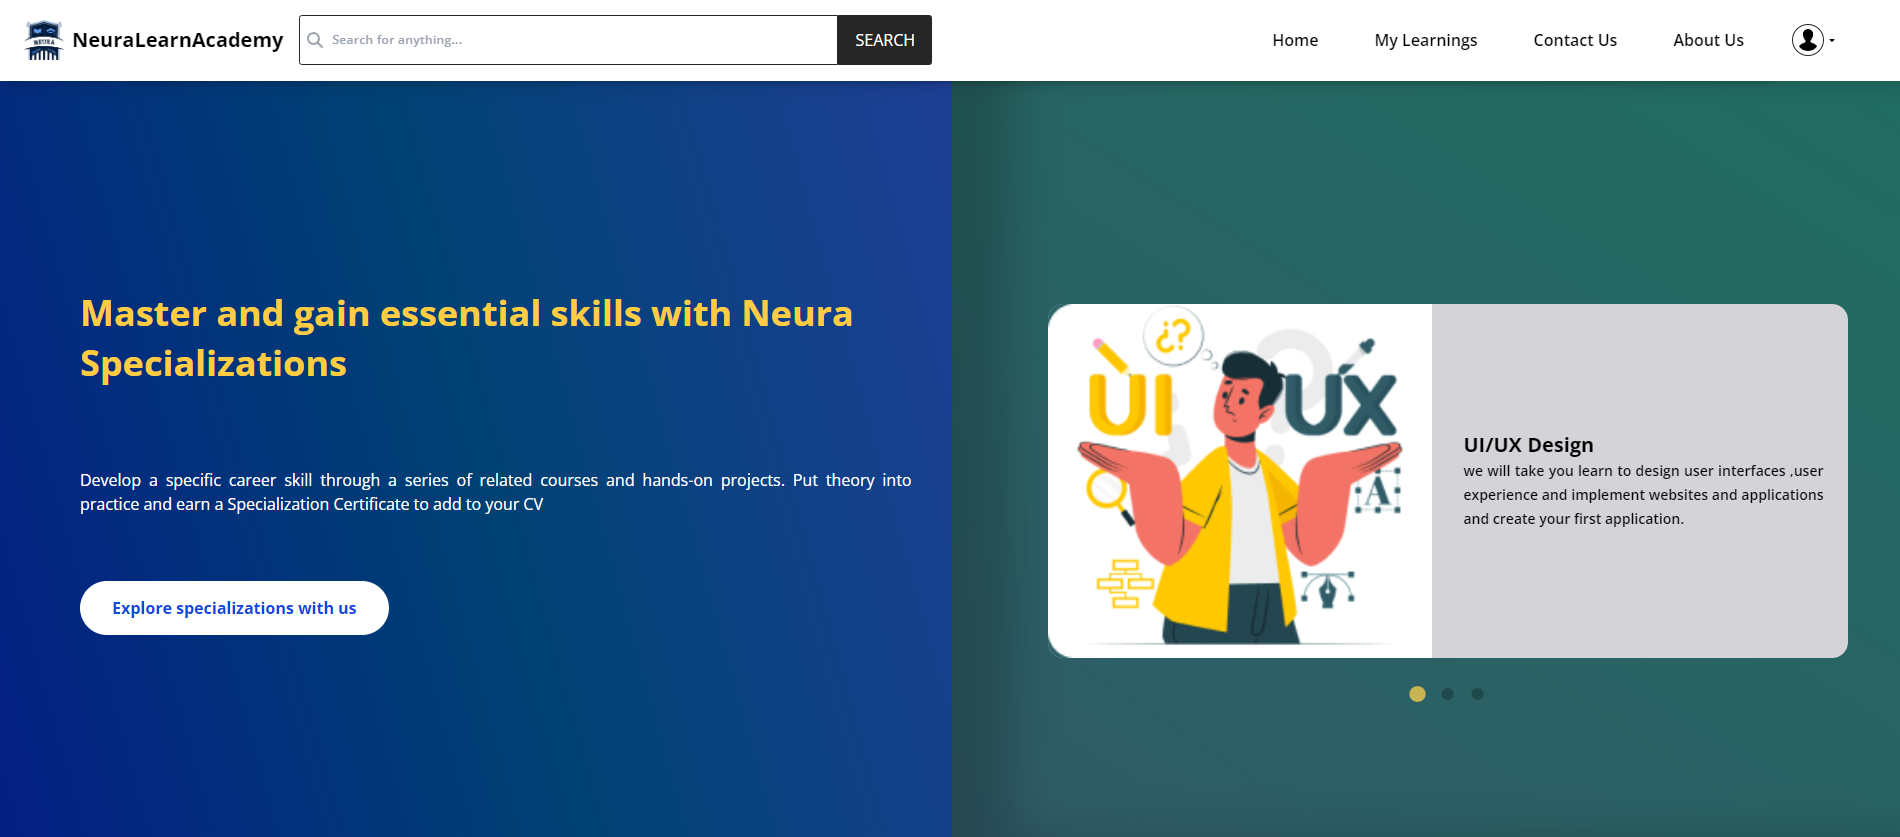 NEURA
NeuraLearnAcademy
Search for anything...
SEARCH
Home
My Learnings
Contact Us
About Us
Master and gain essential skills with Neura
Specializations
Develop a specific career skill through a series of related courses and hands-on projects. Put theory into
practice and earn a Specialization Certificate to add to your CV
Explore specializations with us
¿?
UI
UX
A
UI/UX Design
we will take you learn to design user interfaces ,user
experience and implement websites and applications
and create your first application.